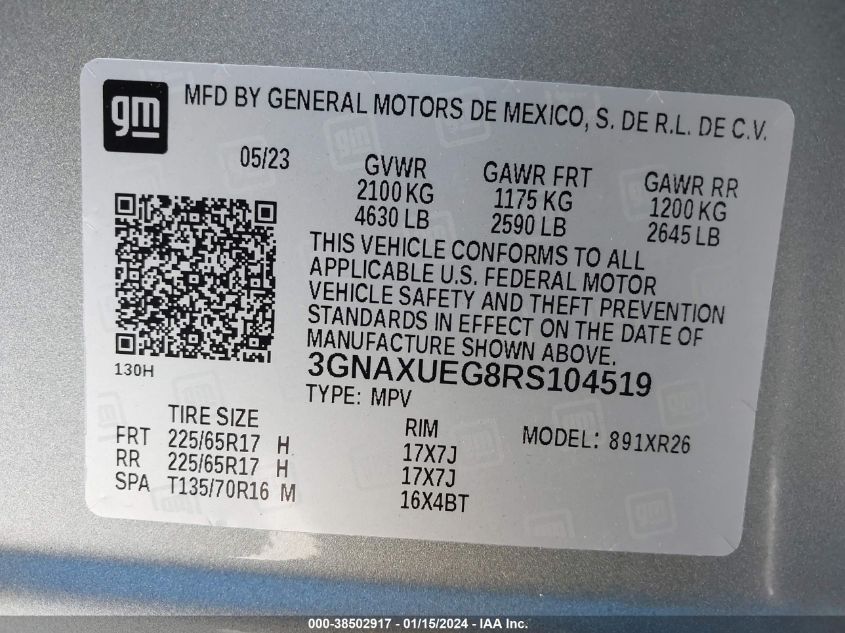 gm
MFD BY GENERAL MOTORS DE MEXICO, S. DE R.L. DE C.V.
05/23
GVWR
2100 KG
4630 LB
GAWR FRT
1175 KG
2590 LB
GAWR RR
1200 KG
2645 LB
THIS VEHICLE CONFORMS TO ALL
APPLICABLE U.S. FEDERAL MOTOR
VEHICLE SAFETY AND THEFT PREVENTION
STANDARDS IN EFFECT ON THE DATE OF
MANUFACTURE SHOWN ABOVE.
130H
3GNAXUEG8RS104519
TYPE: MPV
TIRE SIZE
FRT 225/65R17 H
RR 225/65R17 H
SPA T135/70R16 M
RIM
17X7J
17X7J
16X4BT
MODEL: 891XR26
000-38502917 - 01/15/2024 - IAA Inc.